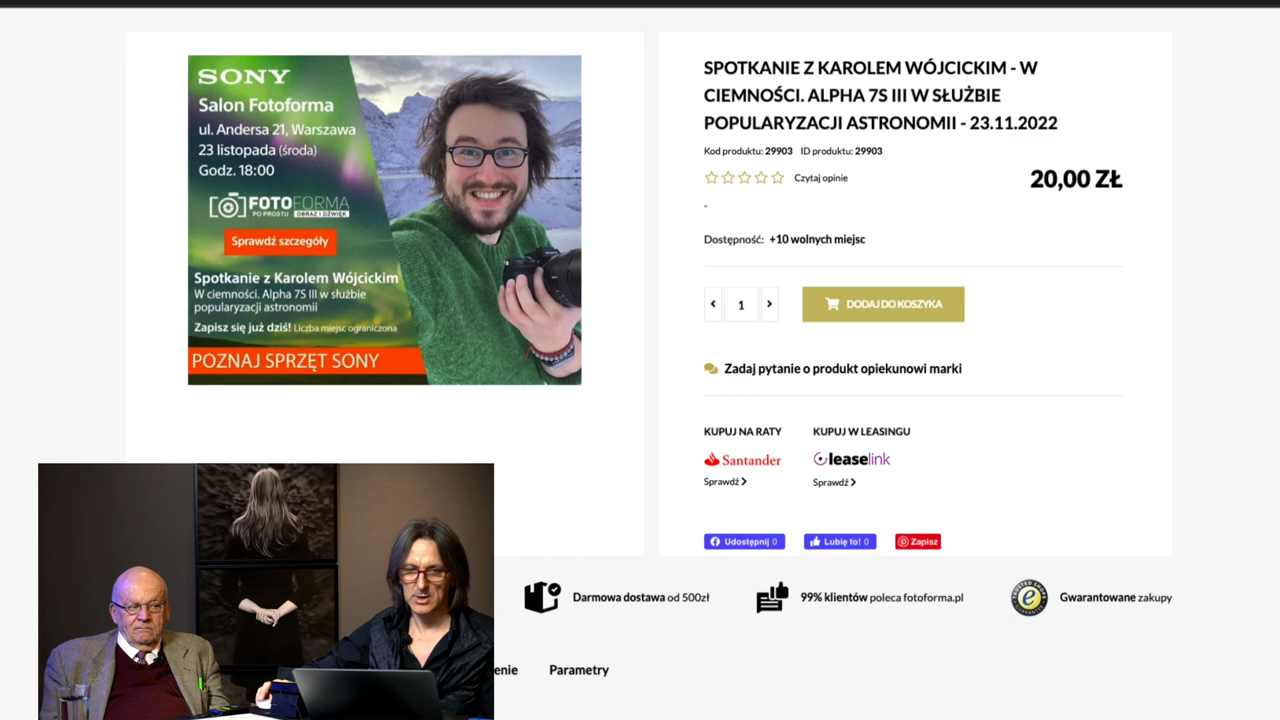 SONY
Salon Fotoforma
ul. Andersa 21, Warszawa
23 listopada (środa)
Godz. 18:00
FOTOFORMA
PO PROSTU OBRAZ I DŹWIĘK
Sprawdź szczegóły
Spotkanie z Karolem Wójcickim
W ciemności. Alpha 7S III w służbie
popularyzacji astronomii
Zapisz się już dziś! Liczba miejsc ograniczona
POZNAJ SPRZĘT SONY
SPOTKANIE Z KAROLEM WÓJCICKIM - W
CIEMNOŚCI. ALPHA 7S III W SŁUŻBIE
POPULARYZACJI ASTRONOMII - 23.11.2022
Kod produktu: 29903 ID produktu: 29903
Czytaj opinie
20,00 ZŁ
-
Dostępność: +10 wolnych miejsc
1
DODAJ DO KOSZYKA
Zadaj pytanie o produkt opiekunowi marki
KUPUJ NA RATY KUPUJ W LEASINGU
Santander leaselink
Sprawdź Sprawdź
Udostępnij 0 Lubię to! 0 Zapisz
Darmowa dostawa od 500zł
99% klientów poleca fotoforma.pl
Gwarantowane zakupy
enie Parametry